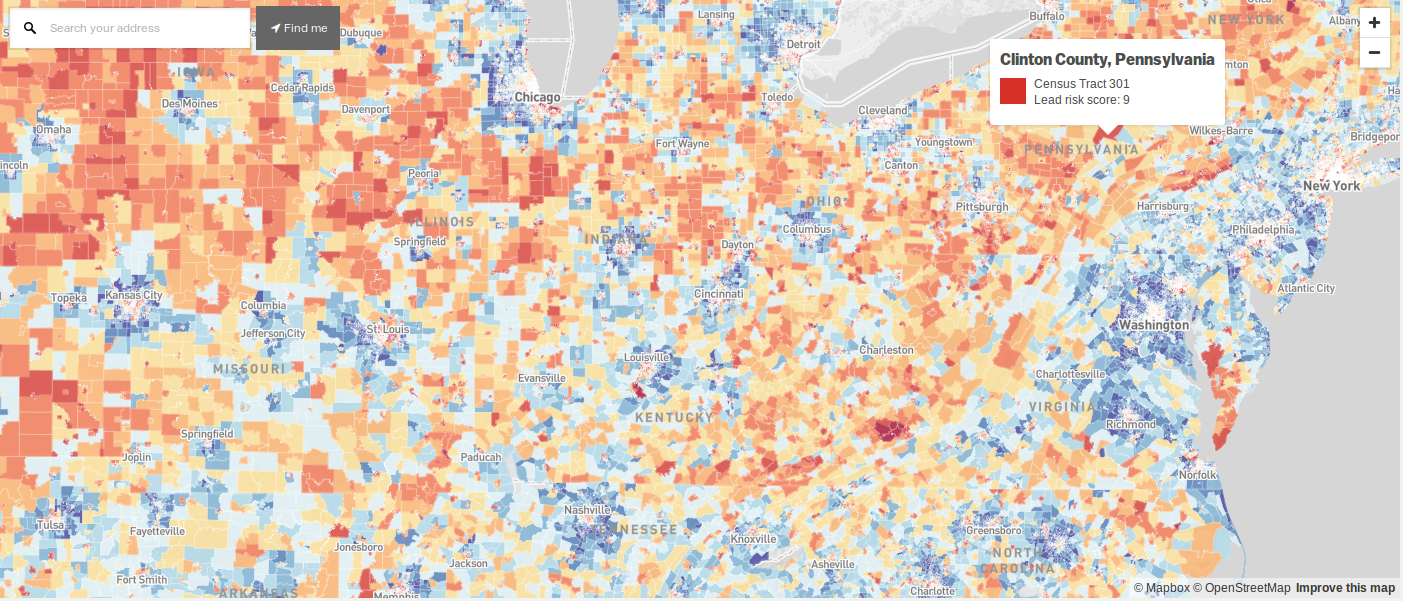 Search your address
Find me
Lansing
Buffalo
Utica
NEW YORK
Albany
+
−
Dubuque
Detroit
Clinton County, Pennsylvania
Census Tract 301
Lead risk score: 9
IOWA
Cedar Rapids
Des Moines
Davenport
Chicago
Toledo
Cleveland
Omaha
Fort Wayne
Youngstown
Wilkes-Barre
Bridgepor
PENNSYLVANIA
Canton
incoln
Peoria
New York
OHIO
Pittsburgh
Harrisburg
ILLINOIS
Springfield
INDIANA
Columbus
Dayton
Philadelphia
Topeka
Kansas City
Cincinnati
Atlantic City
Columbia
Jefferson City
St. Louis
Washington
Charleston
Louisville
MISSOURI
Evansville
Charlottesville
KENTUCKY
VIRGINIA
Richmond
Springfield
Joplin
Paducah
Norfolk
Nashville
Tulsa
Fayetteville
TENNESSEE
Knoxville
Greensboro
Jonesboro
Jackson
Asheville
NORTH
CAROLINA
Fort Smith
ARKANSAS
Memphis
Charlotte
© Mapbox © OpenStreetMap Improve this map